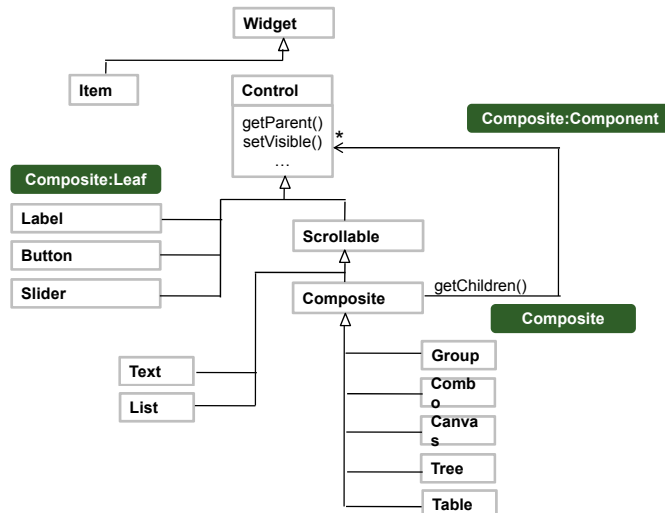 Widget
Item
Control
getParent()
setVisible()
…
*
Composite:Component
Composite:Leaf
Label
Button
Slider
Scrollable
Composite
getChildren()
Composite
Text
List
Group
Combo
o
Canva
s
Tree
Table